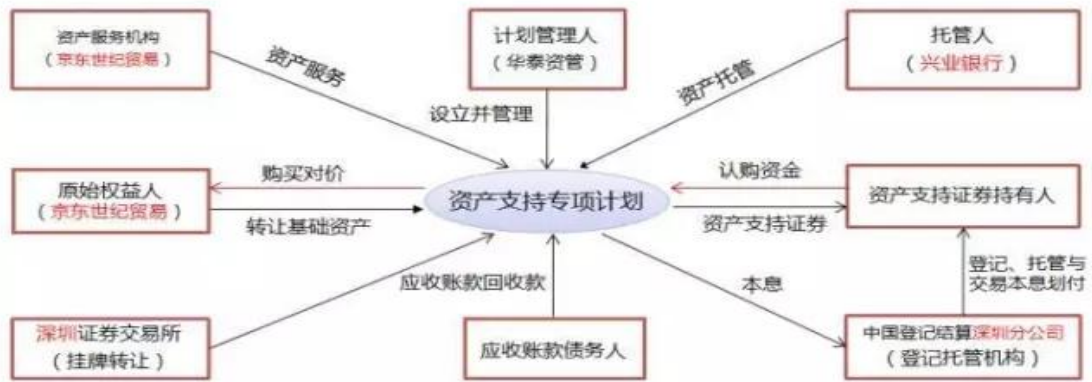 资产服务机构
（京东世纪贸易）
计划管理人
（华泰资管）
托管人
（兴业银行）
资产服务
设立并管理
资产托管
原始权益人
（京东世纪贸易）
购买对价
转让基础资产
资产支持专项计划
认购资金
资产支持证券
资产支持证券持有人
应收账款回收款
本息
登记、托管与
交易本息划付
深圳证券交易所
（挂牌转让）
应收账款债务人
中国登记结算深圳分公司
（登记托管机构）